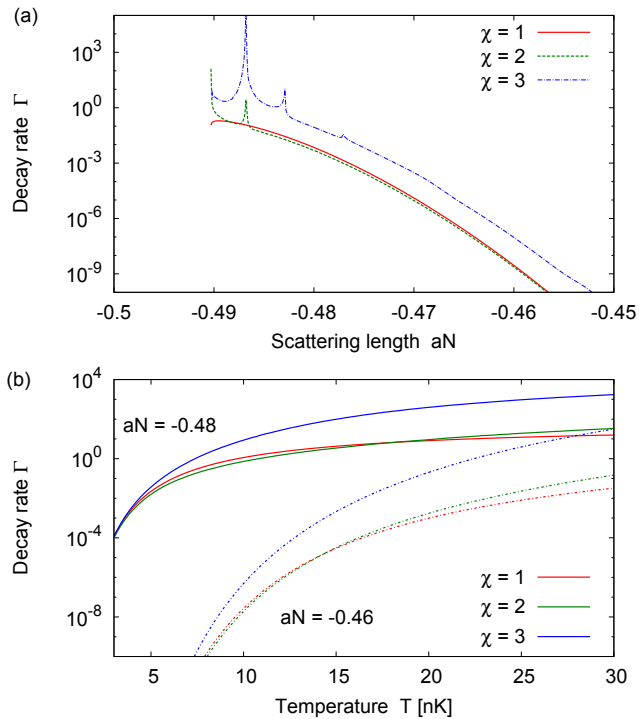 (a)
10^5
10^0
10^-3
10^-6
10^-9
Decay rate Γ
χ = 1
χ = 2
χ = 3
-0.5
-0.49
-0.48
-0.47
-0.46
-0.45
Scattering length aN
(b)
10^4
10^0
10^-4
10^-8
Decay rate Γ
aN = -0.48
aN = -0.46
χ = 1
χ = 2
χ = 3
5
10
15
20
25
30
Temperature T [nK]